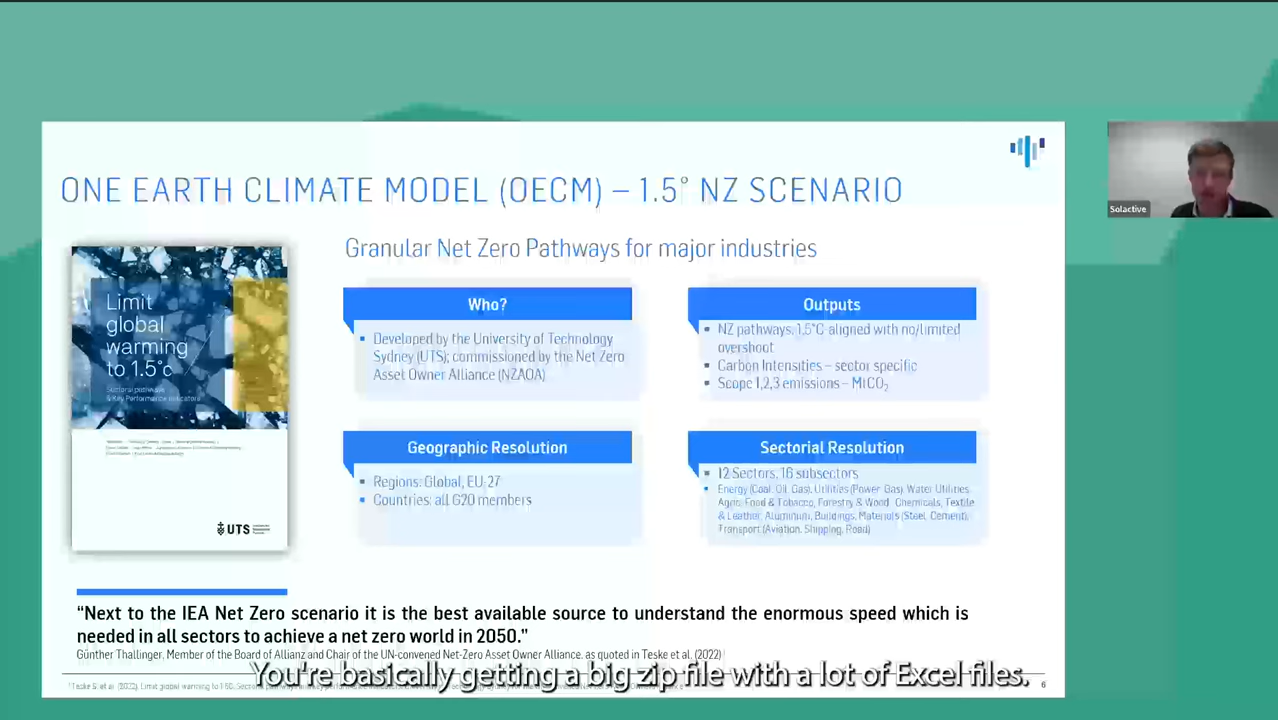 ONE EARTH CLIMATE MODEL (OECM) – 1.5° NZ SCENARIO
Solactive
Granular Net Zero Pathways for major industries
Limit
global
warming
to 1.5°c
Sectoral pathways
& Key Performance Indicators
UTS
Who?
▪ Developed by the University of Technology
Sydney (UTS); commissioned by the Net Zero
Asset Owner Alliance (NZAOA)
Outputs
▪ NZ pathways, 1,5°C-aligned with no/limited
overshoot
▪ Carbon Intensities – sector specific
▪ Scope 1,2,3 emissions – MtCO₂
Geographic Resolution
▪ Regions: Global, EU-27
▪ Countries: all G20 members
Sectorial Resolution
▪ 12 Sectors, 16 subsectors
▪ Energy (Coal, Oil, Gas), Utilities (Power, Gas), Water Utilities,
Agric. Food & Tobacco, Forestry & Wood, Chemicals, Textile
& Leather, Aluminum, Buildings, Materials (Steel, Cement),
Transport (Aviation, Shipping, Road)
“Next to the IEA Net Zero scenario it is the best available source to understand the enormous speed which is
needed in all sectors to achieve a net zero world in 2050.”
Günther Thallinger, Member of the Board of Allianz and Chair of the UN-convened Net-Zero Asset Owner Alliance, as quoted in Teske et al. (2022)
You're basically getting a big zip file with a lot of Excel files.
6